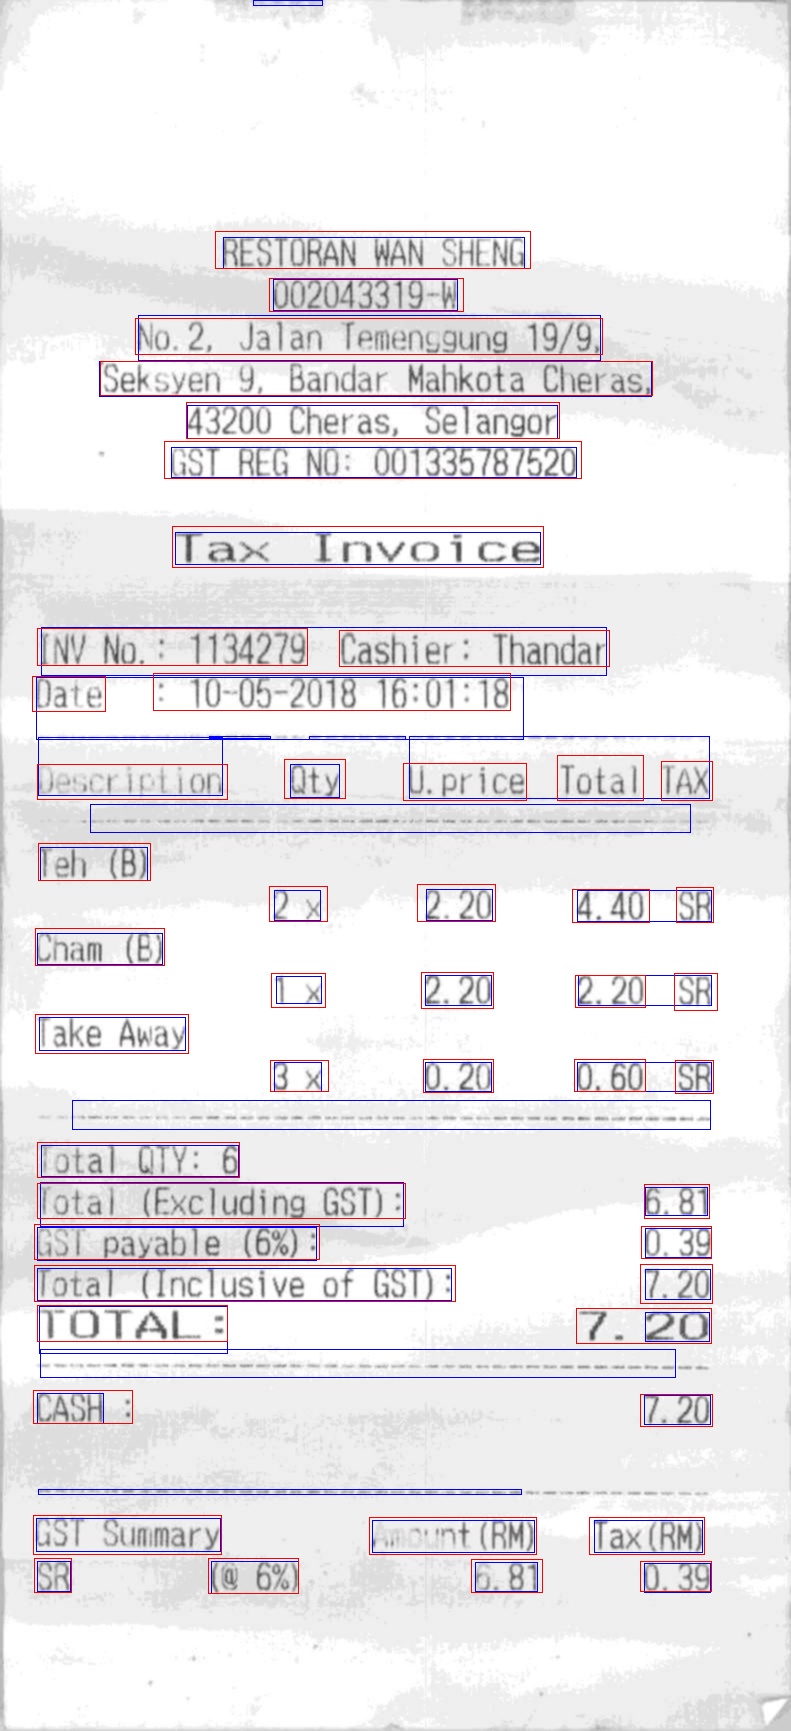 RESTORAN WAN SHENG
002043319-W
No.2, Jalan Temenggung 19/9,
Seksyen 9, Bandar Mahkota Cheras,
43200 Cheras, Selangor
GST REG NO: 001335787520
Tax Invoice
INV No.: 1134279 Cashier: Thandar
Date : 10-05-2018 16:01:18
Description Qty U.price Total TAX
Teh (B)
2 x 2.20 4.40 SR
Cham (B)
1 x 2.20 2.20 SR
Take Away
3 x 0.20 0.60 SR
Total QTY: 6
Total (Excluding GST): 6.81
GST payable (6%): 0.39
Total (Inclusive of GST): 7.20
TOTAL: 7.20
CASH : 7.20
GST Summary Amount(RM) Tax(RM)
SR (@ 6%) 6.81 0.39